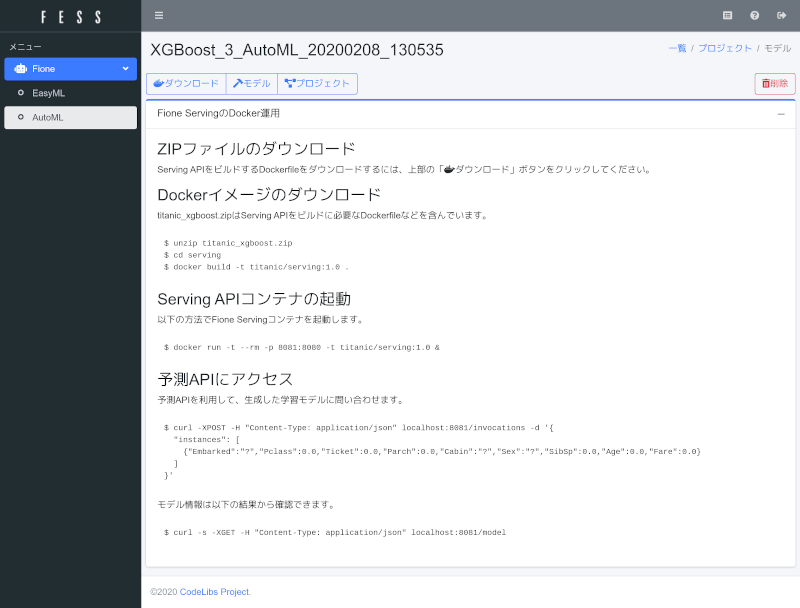 FESS
メニュー
Fione
EasyML
AutoML
XGBoost_3_AutoML_20200208_130535
一覧 / プロジェクト / モデル
ダウンロード モデル プロジェクト 削除
Fione ServingのDocker運用
ZIPファイルのダウンロード
Serving APIをビルドするDockerfileをダウンロードするには、上部の「ダウンロード」ボタンをクリックしてください。
Dockerイメージのダウンロード
titanic_xgboost.zipはServing APIをビルドに必要なDockerfileなどを含んでいます。
$ unzip titanic_xgboost.zip
$ cd serving
$ docker build -t titanic/serving:1.0 .
Serving APIコンテナの起動
以下の方法でFione Servingコンテナを起動します。
$ docker run -t --rm -p 8081:8080 -t titanic/serving:1.0 &
予測APIにアクセス
予測APIを利用して、生成した学習モデルに問い合わせます。
$ curl -XPOST -H "Content-Type: application/json" localhost:8081/invocations -d '{
"instances": [
{"Embarked":"?","Pclass":0.0,"Ticket":0.0,"Parch":0.0,"Cabin":"?","Sex":"?","SibSp":0.0,"Age":0.0,"Fare":0.0}
]
}'
モデル情報は以下の結果から確認できます。
$ curl -s -XGET -H "Content-Type: application/json" localhost:8081/model
©2020 CodeLibs Project.